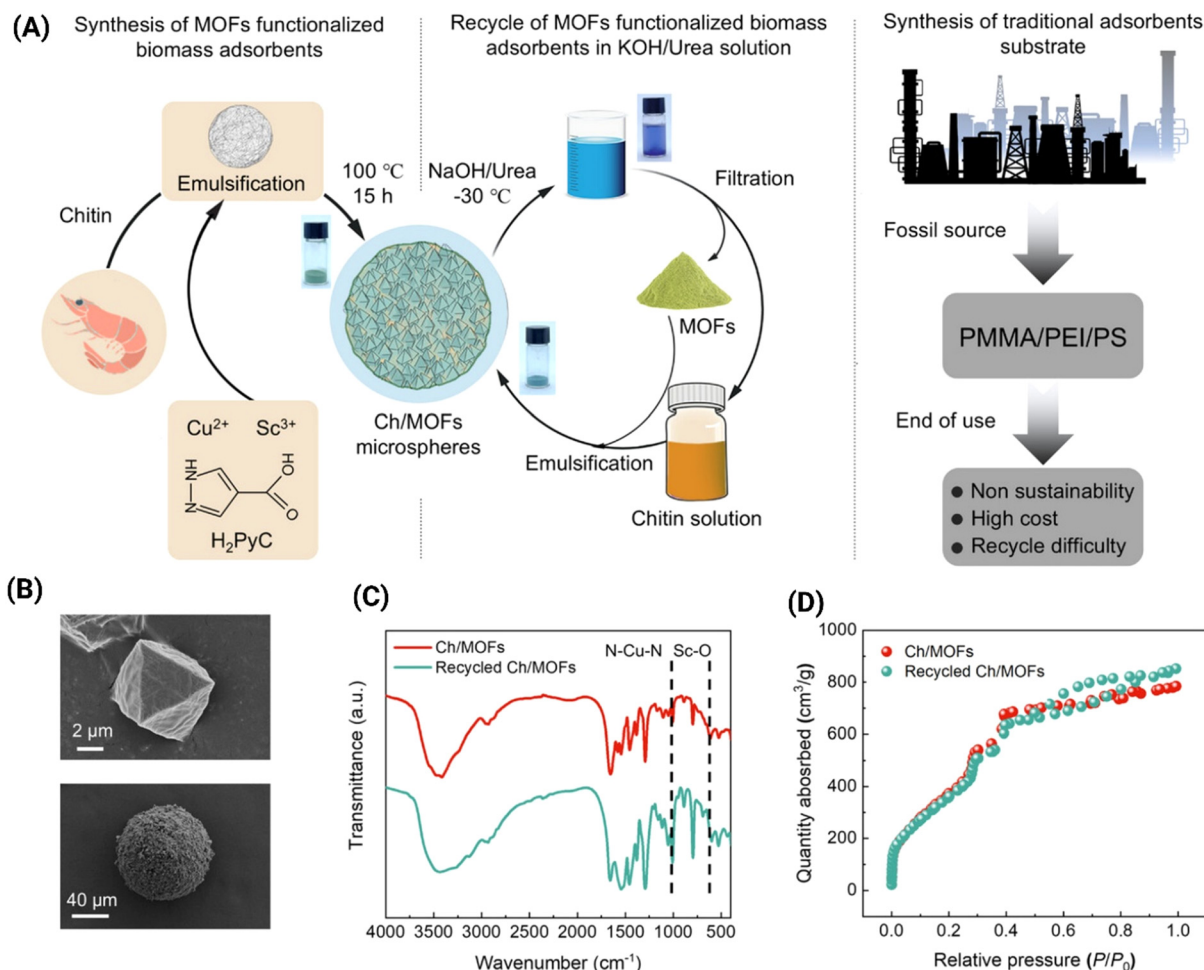 (A)
Synthesis of MOFs functionalized
biomass adsorbents
Emulsification
Chitin
100 ℃
15 h
Cu²⁺ Sc³⁺
NH
N
OH
O
H₂PyC
Ch/MOFs
microspheres
Recycle of MOFs functionalized biomass
adsorbents in KOH/Urea solution
NaOH/Urea
-30 ℃
Filtration
MOFs
Emulsification
Chitin solution
Synthesis of traditional adsorbents
substrate
Fossil source
PMMA/PEI/PS
End of use
● Non sustainability
● High cost
● Recycle difficulty
(B)
2 μm
40 μm
(C)
Ch/MOFs
Recycled Ch/MOFs
N-Cu-N Sc-O
Transmittance (a.u.)
4000 3500 3000 2500 2000 1500 1000 500
Wavenumber (cm⁻¹)
(D)
Ch/MOFs
Recycled Ch/MOFs
Quantity abosrbed (cm³/g)
1000
800
600
400
200
0
0.0 0.2 0.4 0.6 0.8 1.0
Relative pressure (P/P₀)